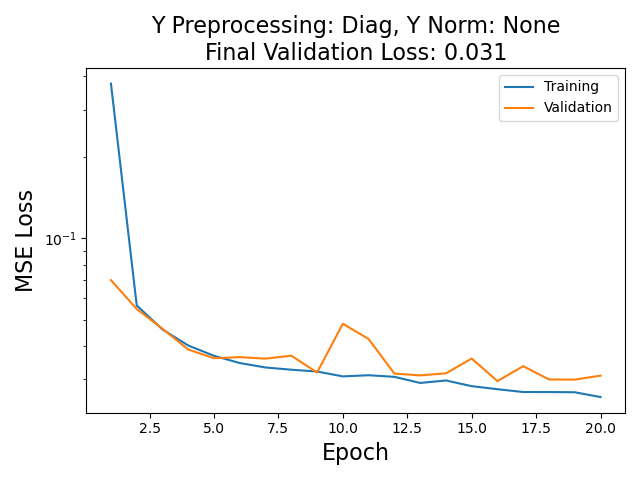 Y Preprocessing: Diag, Y Norm: None
Final Validation Loss: 0.031
Training
Validation
MSE Loss
10⁻¹
2.5 5.0 7.5 10.0 12.5 15.0 17.5 20.0
Epoch